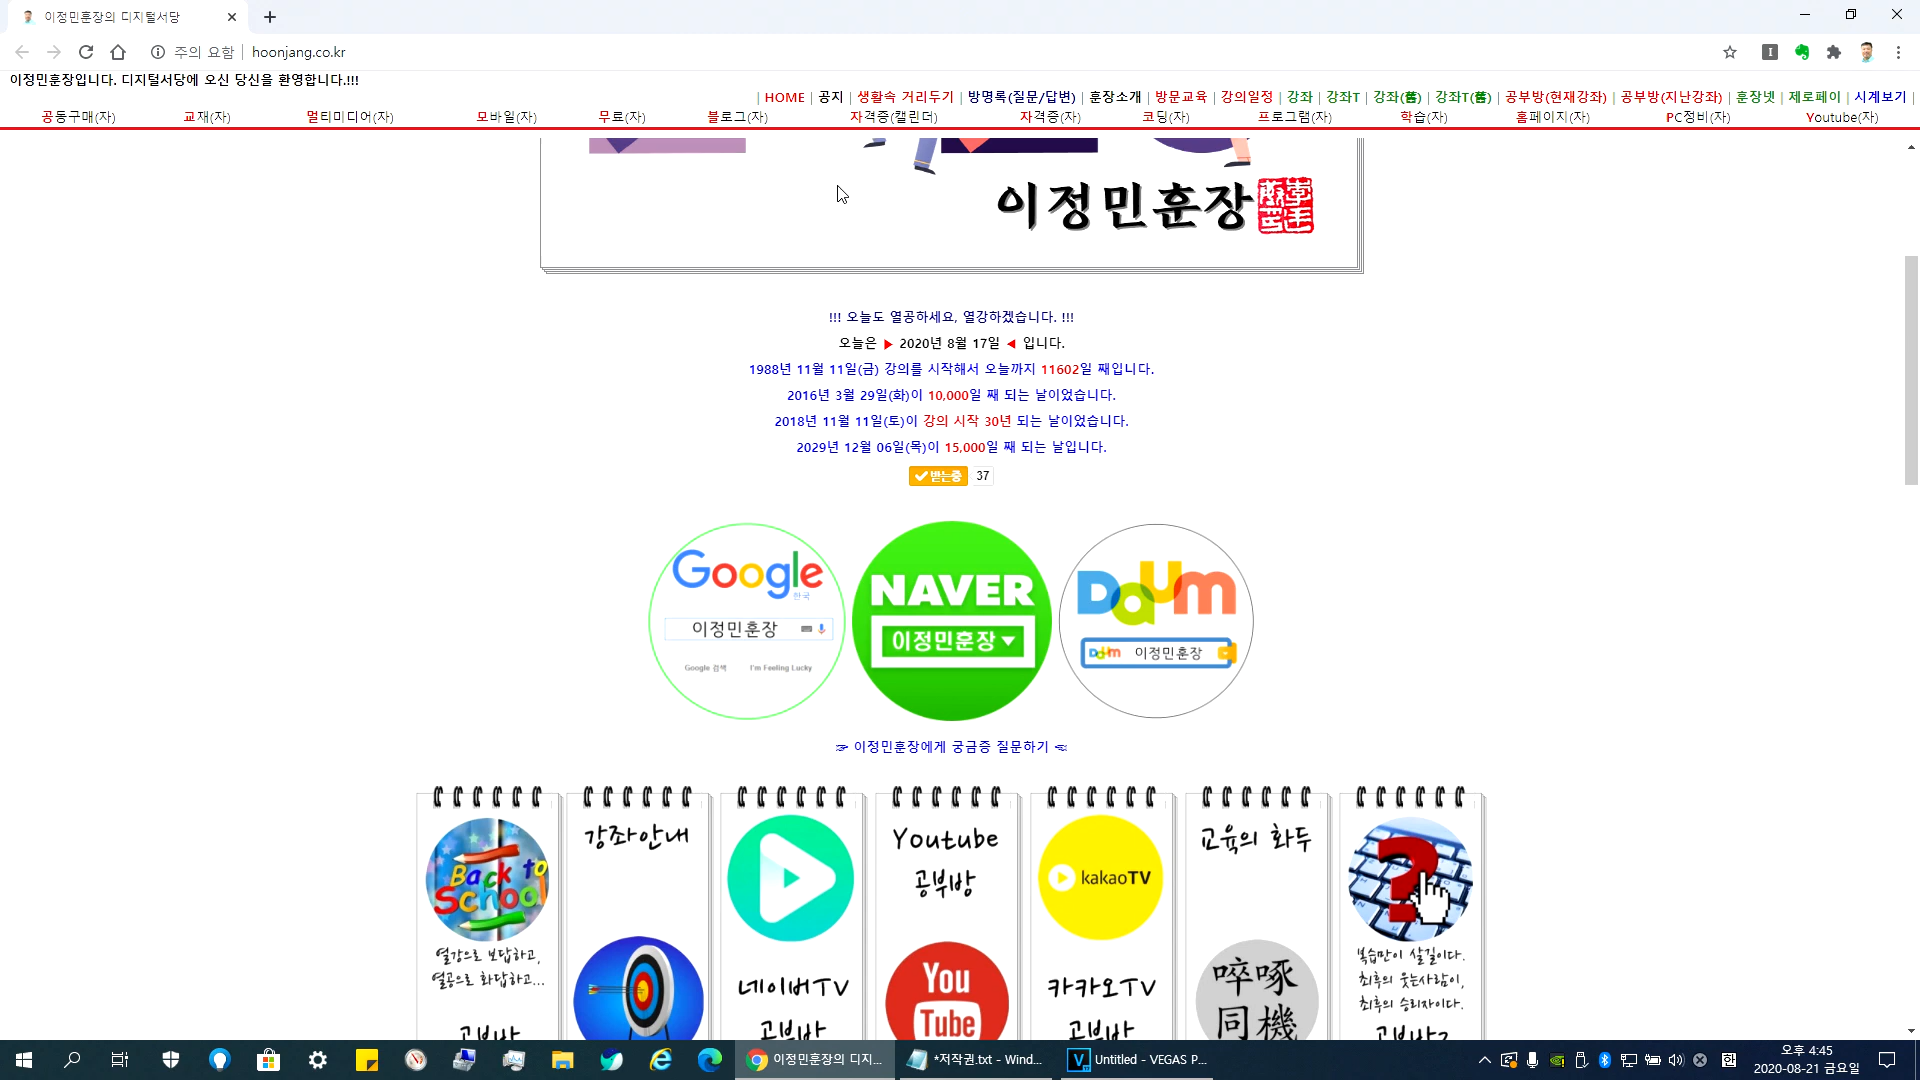 이정민훈장의 디지털서당
주의 요함 | hoonjang.co.kr
이정민훈장입니다. 디지털서당에 오신 당신을 환영합니다.!!!
| HOME | 공지 | 생활속 거리두기 | 방명록(질문/답변) | 훈장소개 | 방문교육 | 강의일정 | 강좌 | 강좌T | 강좌(舊) | 강좌T(舊) | 공부방(현재강좌) | 공부방(지난강좌) | 훈장넷 | 제로페이 | 시계보기 |
공동구매(자) 교재(자) 멀티미디어(자) 모바일(자) 무료(자) 블로그(자) 자격증(캘린더) 자격증(자) 코딩(자) 프로그램(자) 학습(자) 홈페이지(자) PC정비(자) Youtube(자)
이정민훈장
!!! 오늘도 열공하세요, 열강하겠습니다. !!!
오늘은 ▶ 2020년 8월 17일 ◀ 입니다.
1988년 11월 11일(금) 강의를 시작해서 오늘까지 11602일 째입니다.
2016년 3월 29일(화)이 10,000일 째 되는 날이었습니다.
2018년 11월 11일(토)이 강의 시작 30년 되는 날이었습니다.
2029년 12월 06일(목)이 15,000일 째 되는 날입니다.
받는중 37
Google
한국
이정민훈장
Google 검색 I'm Feeling Lucky
NAVER
이정민훈장
Daum
Daum 이정민훈장
☞ 이정민훈장에게 궁금증 질문하기 ☜
Back to School
열강으로 보답하고,
열공으로 화답하고...
공부방
강좌안내
네이버TV
공부방
Youtube
공부방
You
Tube
kakaoTV
카카오TV
공부방
교육의 화두
啐啄
同機
?
복습만이 살길이다.
최후의 웃는사람이,
최후의 승리자이다.
공부방2
이정민훈장의 디지...
*저작권.txt - Wind...
Untitled - VEGAS P...
한
오후 4:45
2020-08-21 금요일